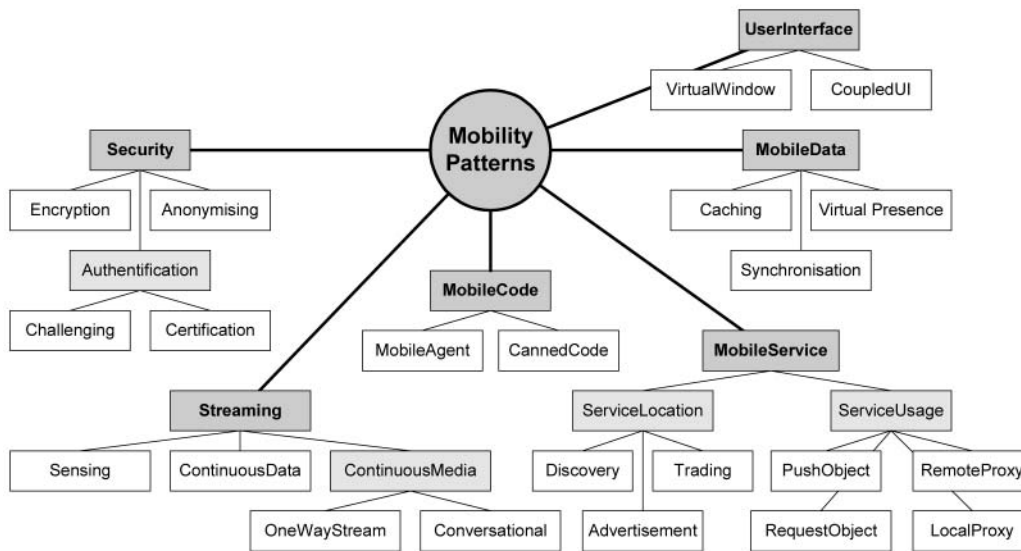 UserInterface
VirtualWindow
CoupledUI
Mobility
Patterns
Security
MobileData
Encryption
Anonymising
Caching
Virtual Presence
Authentification
Synchronisation
MobileCode
Challenging
Certification
MobileAgent
CannedCode
MobileService
Streaming
ServiceLocation
ServiceUsage
Sensing
ContinuousData
ContinuousMedia
Discovery
Trading
PushObject
RemoteProxy
OneWayStream
Conversational
Advertisement
RequestObject
LocalProxy